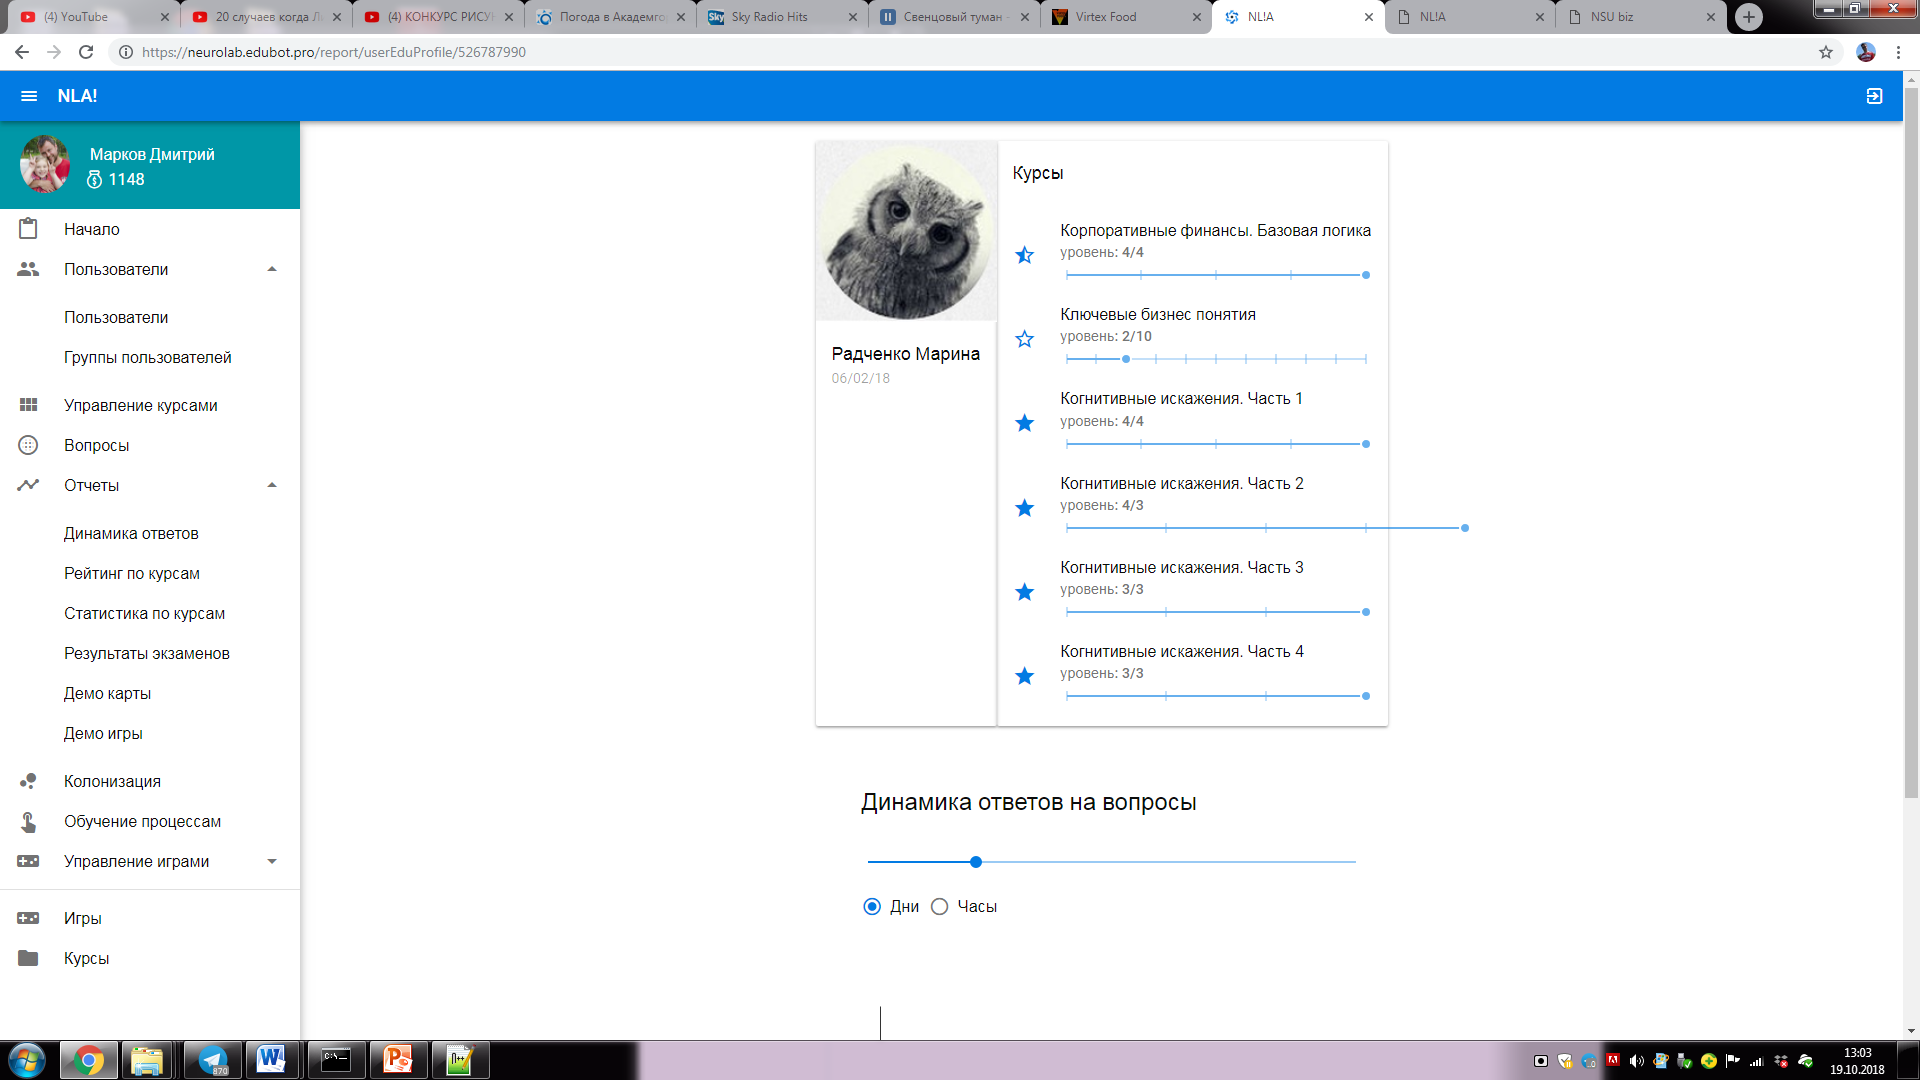 (4) YouTube
20 случаев когда Л
(4) КОНКУРС РИСУН
Погода в Академго
Sky Radio Hits
Свенцовый туман -
Virtex Food
NL!A
NL!A
NSU biz
https://neurolab.edubot.pro/report/userEduProfile/526787990
NLA!
Марков Дмитрий
1148
Начало
Пользователи
Пользователи
Группы пользователей
Управление курсами
Вопросы
Отчеты
Динамика ответов
Рейтинг по курсам
Статистика по курсам
Результаты экзаменов
Демо карты
Демо игры
Колонизация
Обучение процессам
Управление играми
Игры
Курсы
Радченко Марина
06/02/18
Курсы
Корпоративные финансы. Базовая логика
уровень: 4/4
Ключевые бизнес понятия
уровень: 2/10
Когнитивные искажения. Часть 1
уровень: 4/4
Когнитивные искажения. Часть 2
уровень: 4/3
Когнитивные искажения. Часть 3
уровень: 3/3
Когнитивные искажения. Часть 4
уровень: 3/3
Динамика ответов на вопросы
Дни
Часы
870
13:03
19.10.2018